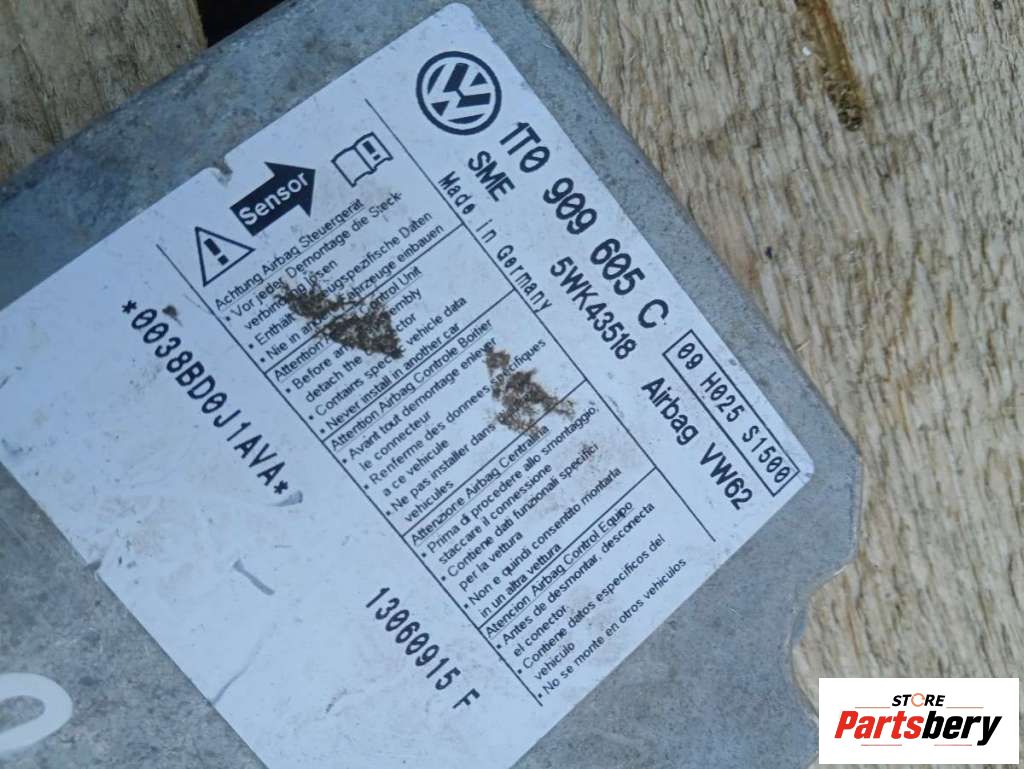 1T0 909 605 C
SME 5WK43518
Made in Germany
09 H025 S1500
Airbag VW62
Sensor
Achtung Airbag Steuergerät
• Vor jeder Demontage die Steck-
verbindung lösen
• Enthält fahrzeugspezifische Daten
• Nie in andere Fahrzeuge einbauen
Attention Control Unit
• Before
detach the
• Contains vehicle data
• Never install in another car
Attention Airbag Controle Boitier
• Avant tout demontage enlever
le connecteur
• Renferme des donnees specifiques
a ce vehicule
• Ne pas installer dans
vehicules
Attenzione Airbag Centralina
• Prima di procedere allo smontaggio,
staccare il connessione
• Contiene dati funzionali specifici
per la vettura
• Non e quindi consentito montarla
in un altra vettura
Atencion Airbag Control Equipo
• Antes de desmontar, desconecta
el conector
• Contiene datos especificos del
vehiculo
• No se monte en otros vehiculos
*0038BD0J1AVA*
13060915 F
STORE
Partsbery